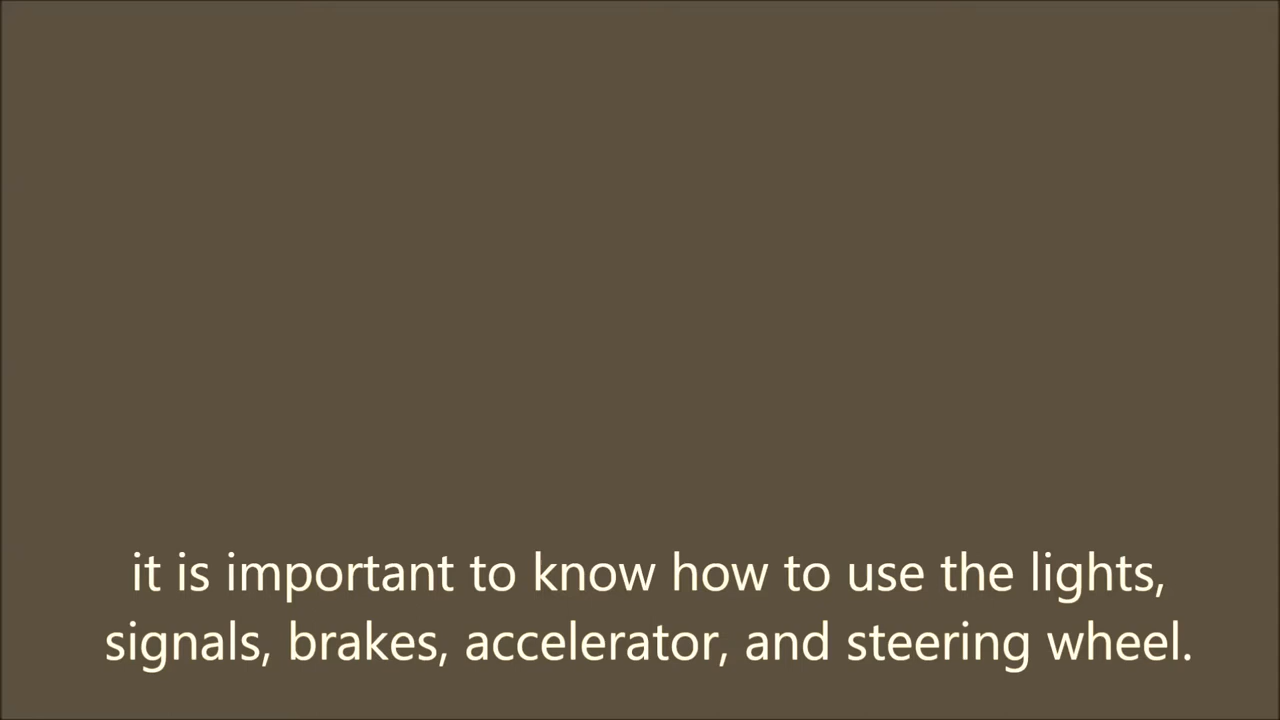 it is important to know how to use the lights,
signals, brakes, accelerator, and steering wheel.